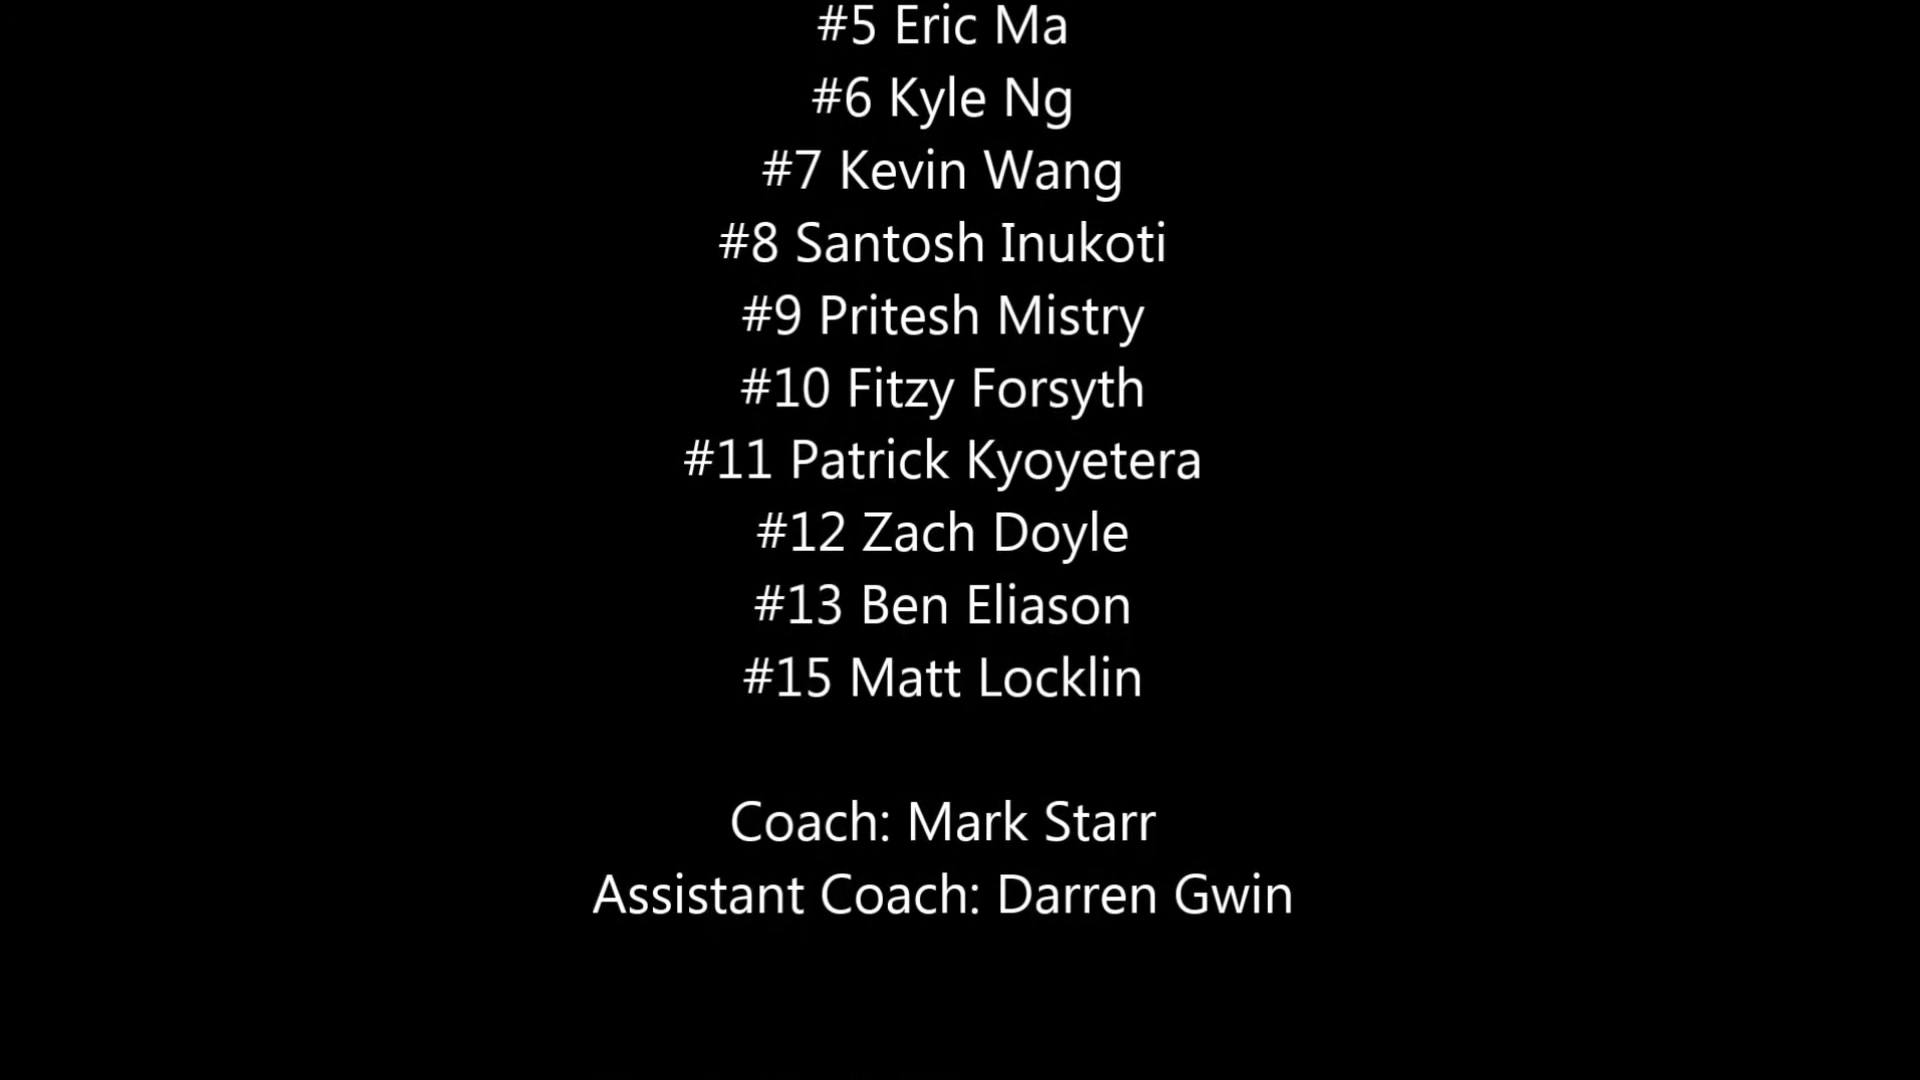 #5 Eric Ma
#6 Kyle Ng
#7 Kevin Wang
#8 Santosh Inukoti
#9 Pritesh Mistry
#10 Fitzy Forsyth
#11 Patrick Kyoyetera
#12 Zach Doyle
#13 Ben Eliason
#15 Matt Locklin
Coach: Mark Starr
Assistant Coach: Darren Gwin